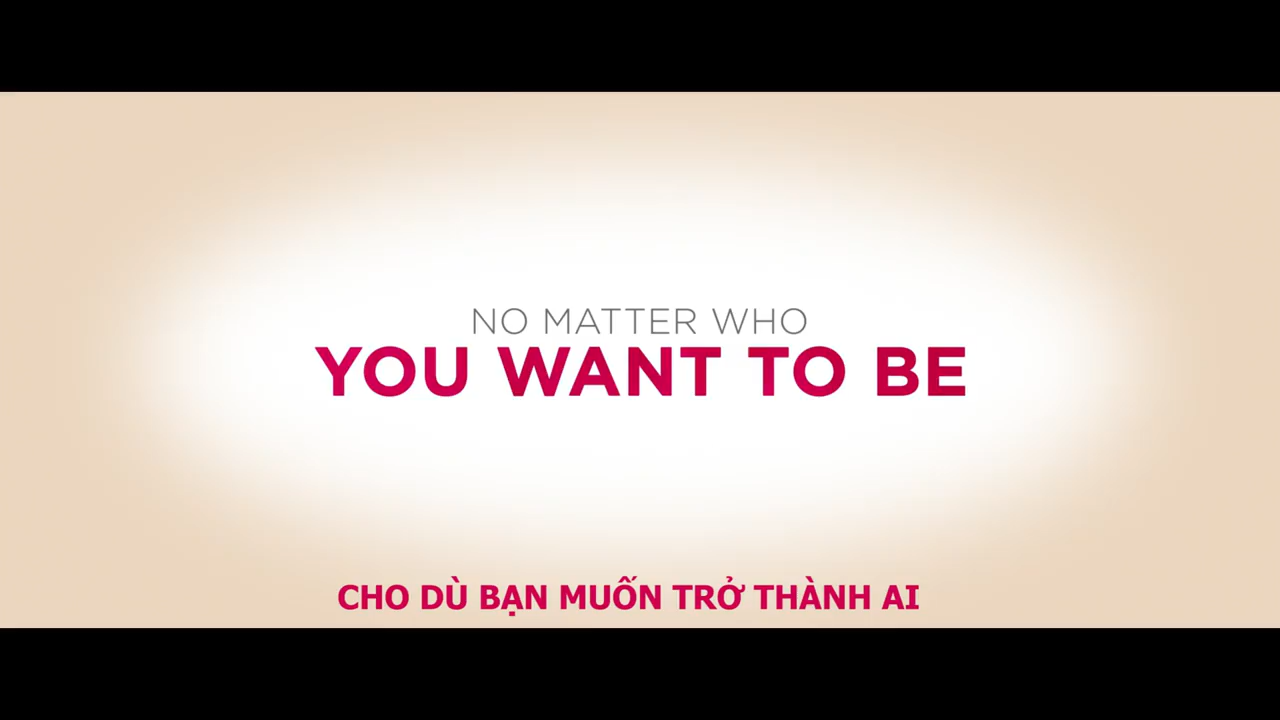 NO MATTER WHO
YOU WANT TO BE
CHO DÙ BẠN MUỐN TRỞ THÀNH AI